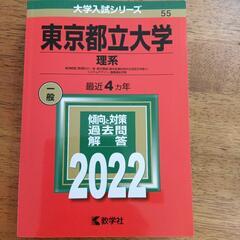 大学入試シリーズ
55
東京都立大学
理系
一般
最近4カ年
傾向と対策
過去問
解答
2022
教学社